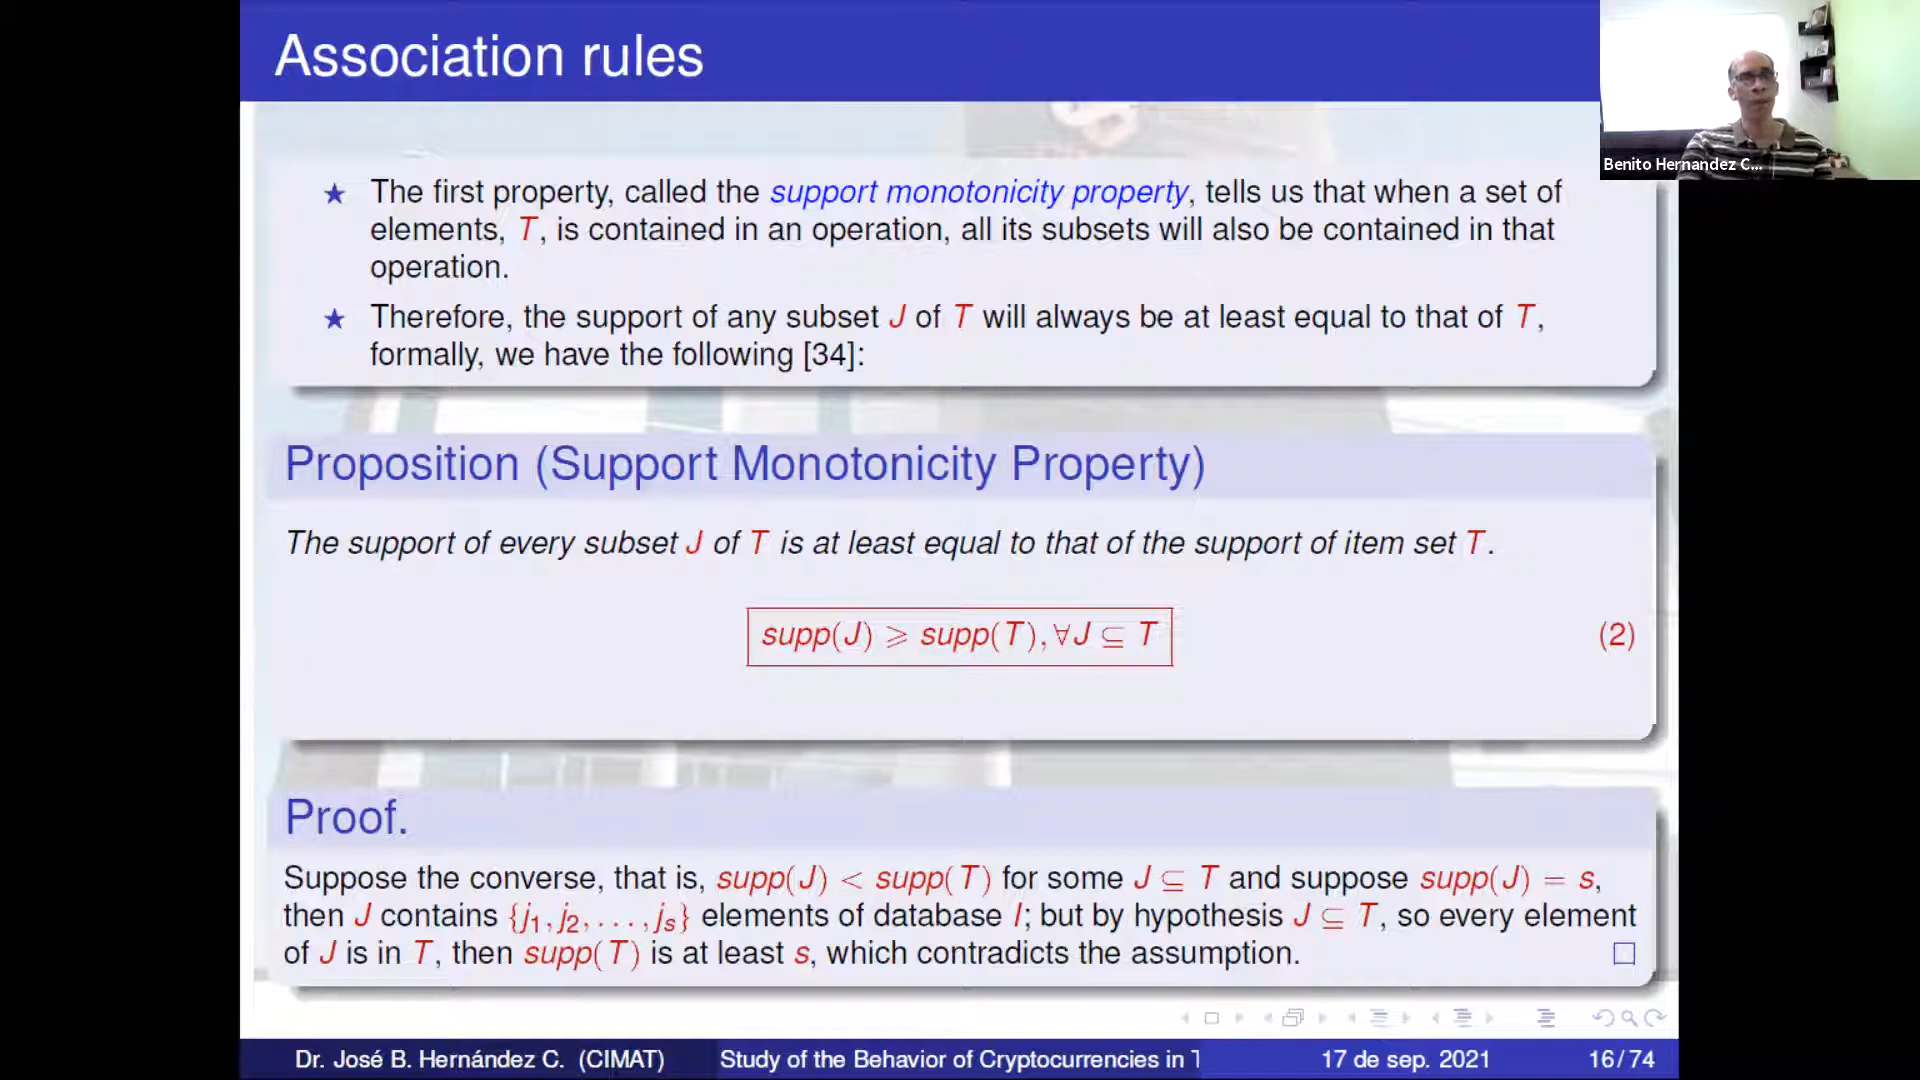 Association rules
Benito Hernandez C...
★ The first property, called the support monotonicity property, tells us that when a set of
elements, T, is contained in an operation, all its subsets will also be contained in that
operation.
★ Therefore, the support of any subset J of T will always be at least equal to that of T,
formally, we have the following [34]:
Proposition (Support Monotonicity Property)
The support of every subset J of T is at least equal to that of the support of item set T.
supp(J) ⩾ supp(T), ∀J ⊆ T (2)
Proof.
Suppose the converse, that is, supp(J) < supp(T) for some J ⊆ T and suppose supp(J) = s,
then J contains {j₁, j₂, . . . , jₛ} elements of database I; but by hypothesis J ⊆ T, so every element
of J is in T, then supp(T) is at least s, which contradicts the assumption. □
Dr. José B. Hernández C. (CIMAT) Study of the Behavior of Cryptocurrencies in T 17 de sep. 2021 16/74